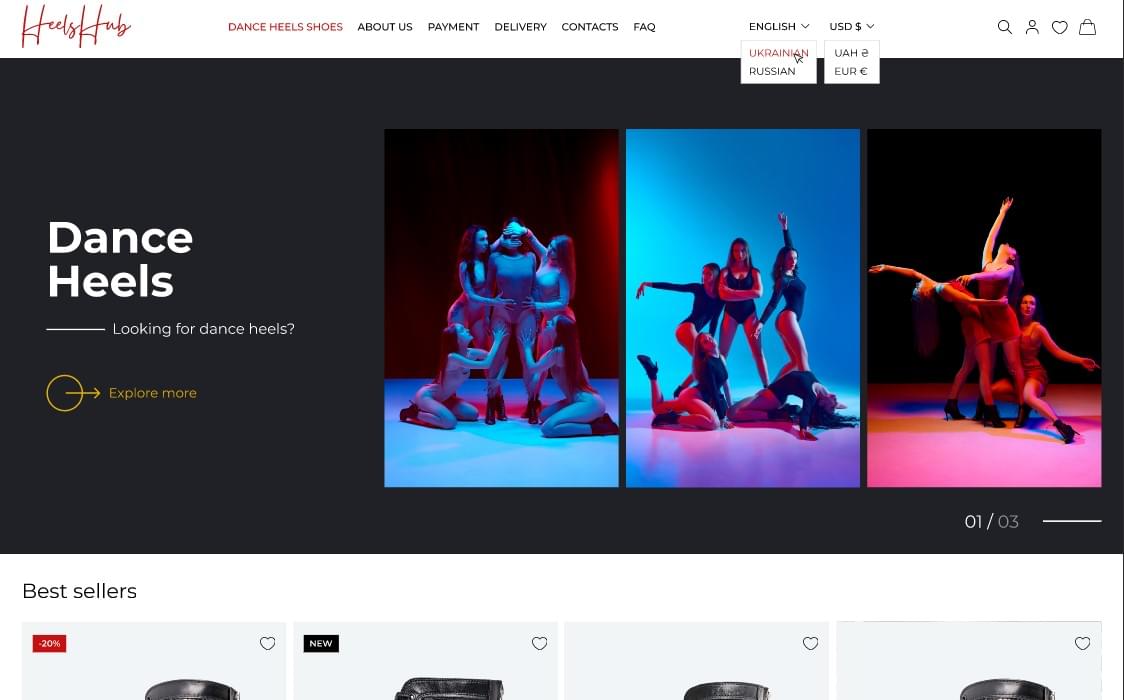 HeelsHub
DANCE HEELS SHOES ABOUT US PAYMENT DELIVERY CONTACTS FAQ ENGLISH USD $
UKRAINIAN UAH ₴
RUSSIAN EUR €
Dance
Heels
Looking for dance heels?
Explore more
01 / 03
Best sellers
-20% NEW